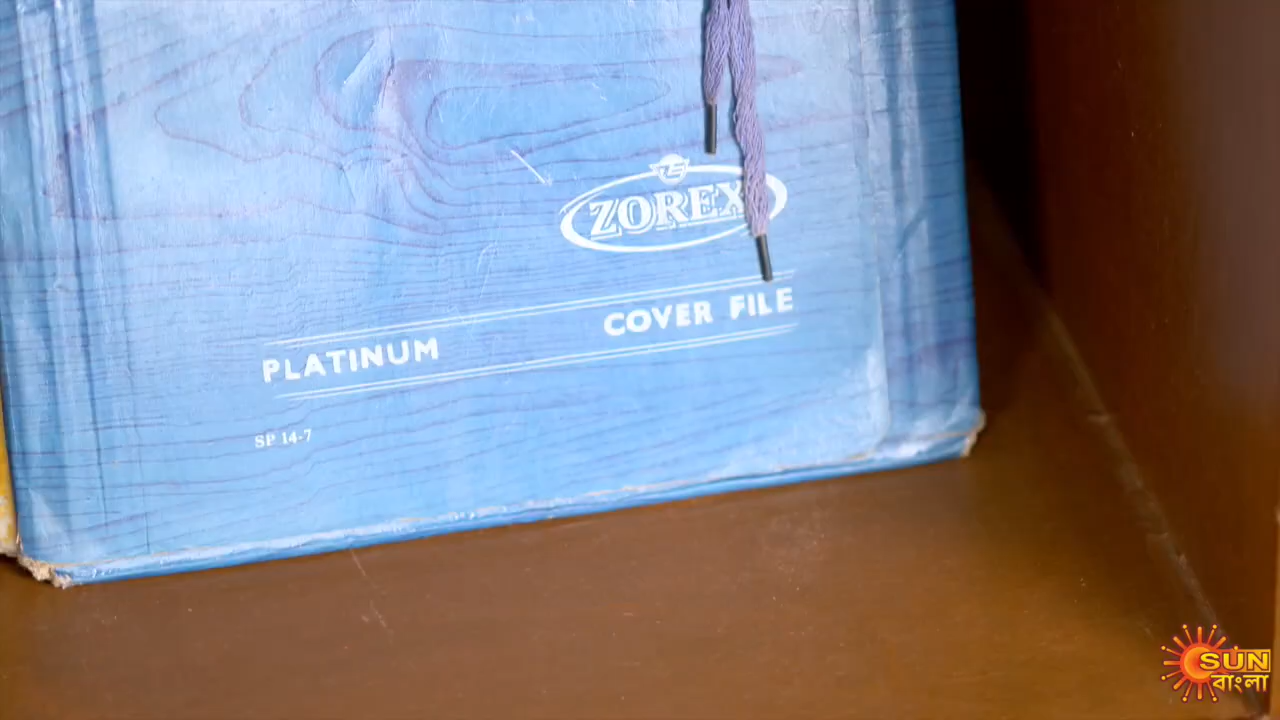 ZOREX
COVER FILE
PLATINUM
SP 14-7
SUN
বাংলা